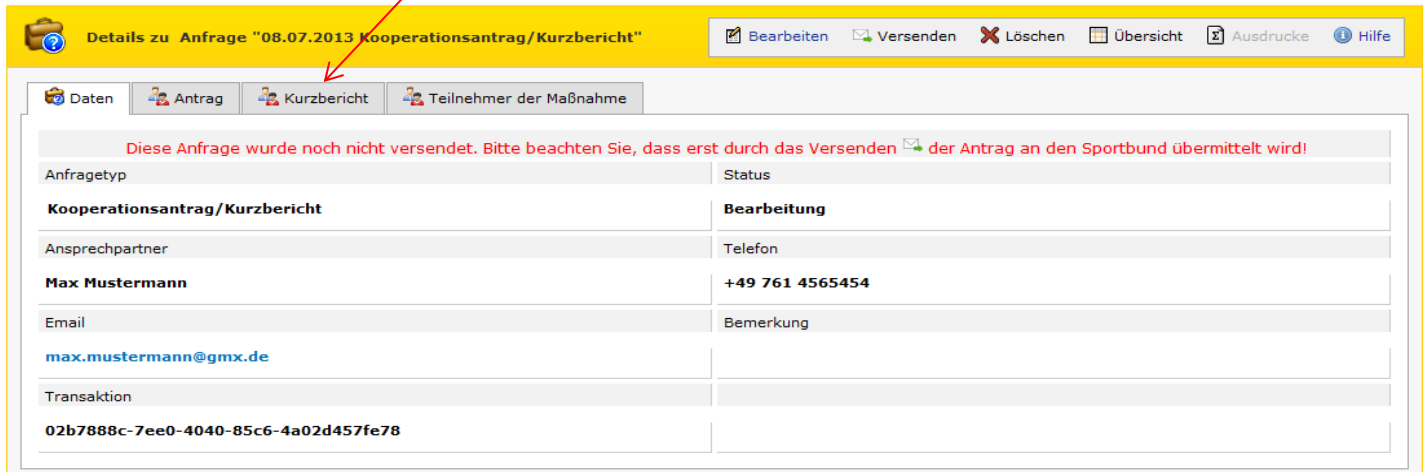 Details zu Anfrage "08.07.2013 Kooperationsantrag/Kurzbericht"
Bearbeiten Versenden Löschen Übersicht Ausdrucke Hilfe
Daten Antrag Kurzbericht Teilnehmer der Maßnahme
Diese Anfrage wurde noch nicht versendet. Bitte beachten Sie, dass erst durch das Versenden der Antrag an den Sportbund übermittelt wird!
Anfragetyp Status
Kooperationsantrag/Kurzbericht Bearbeitung
Ansprechpartner Telefon
Max Mustermann +49 761 4565454
Email Bemerkung
max.mustermann@gmx.de
Transaktion
02b7888c-7ee0-4040-85c6-4a02d457fe78